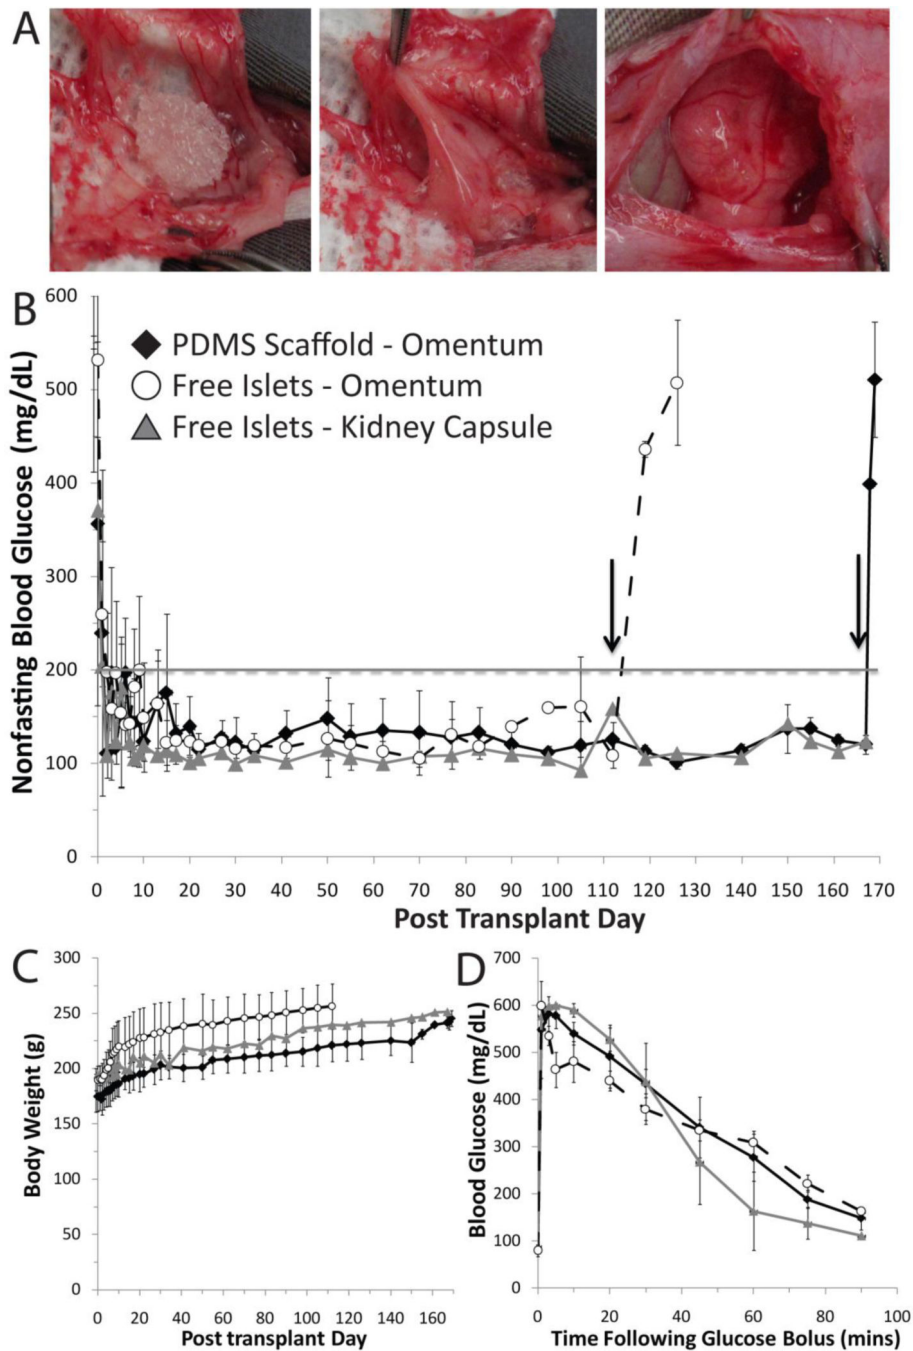 A
B
600
500
400
300
200
100
0
Nonfasting Blood Glucose (mg/dL)
PDMS Scaffold - Omentum
Free Islets - Omentum
Free Islets - Kidney Capsule
0 10 20 30 40 50 60 70 80 90 100 110 120 130 140 150 160 170
Post Transplant Day
C
300
250
200
150
100
50
0
Body Weight (g)
0 20 40 60 80 100 120 140 160
Post transplant Day
D
700
600
500
400
300
200
100
0
Blood Glucose (mg/dL)
0 20 40 60 80 100
Time Following Glucose Bolus (mins)